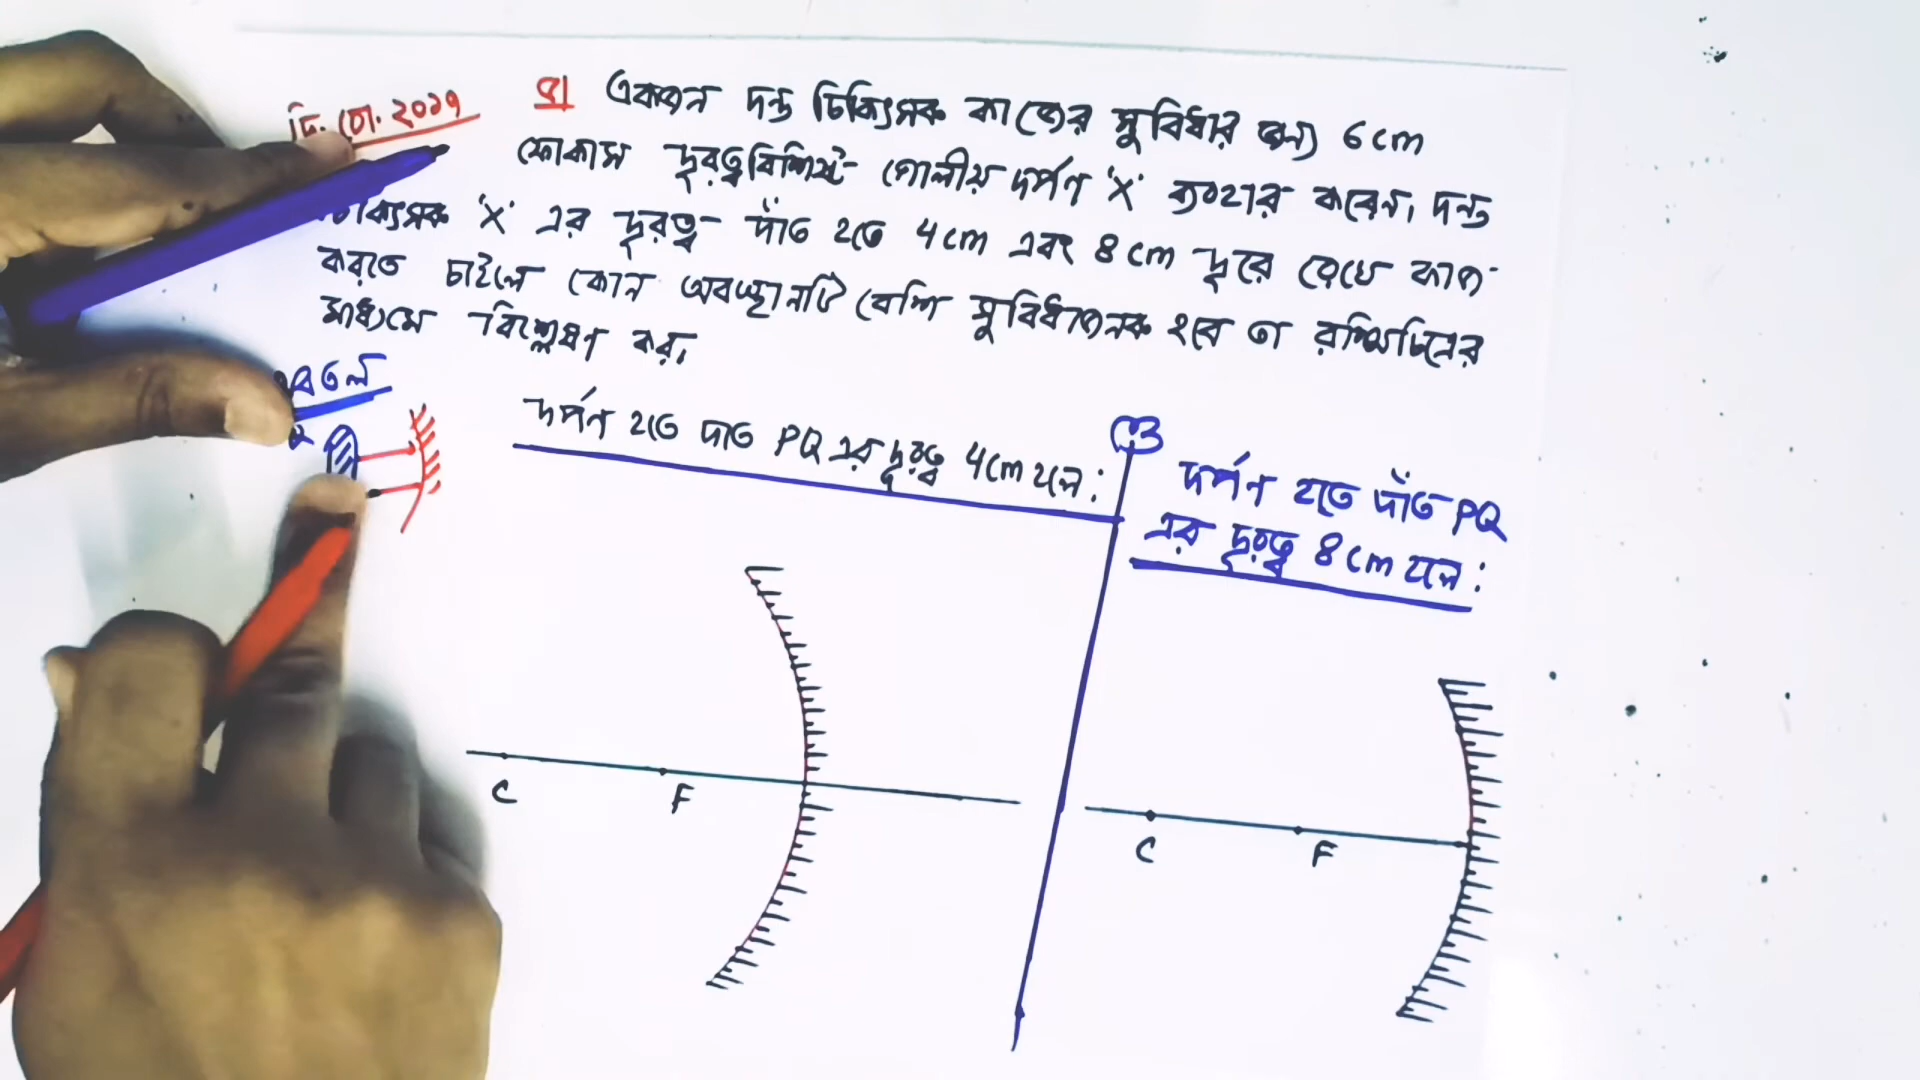 দি. বো. ২০১৭
ঘ। একজন দন্ত চিকিৎসক কাজের সুবিধার জন্য 6cm
ফোকাস দূরত্ববিশিষ্ট গোলীয় দর্পণ 'X' ব্যবহার করেন। দন্ত
চিকিৎসক 'X' এর দূরত্ব দাঁত হতে 4cm এবং 8cm দূরে রেখে কাজ
করতে চাইলে কোন অবস্থানটি বেশি সুবিধাজনক হবে তা রশ্মিচিত্রের
মাধ্যমে বিশ্লেষণ কর।
দর্পণ হতে দাত PQ এর দূরত্ব 4cm হলে:
দর্পণ হতে দাঁত PQ
এর দূরত্ব 8cm হলে:
C F
C F